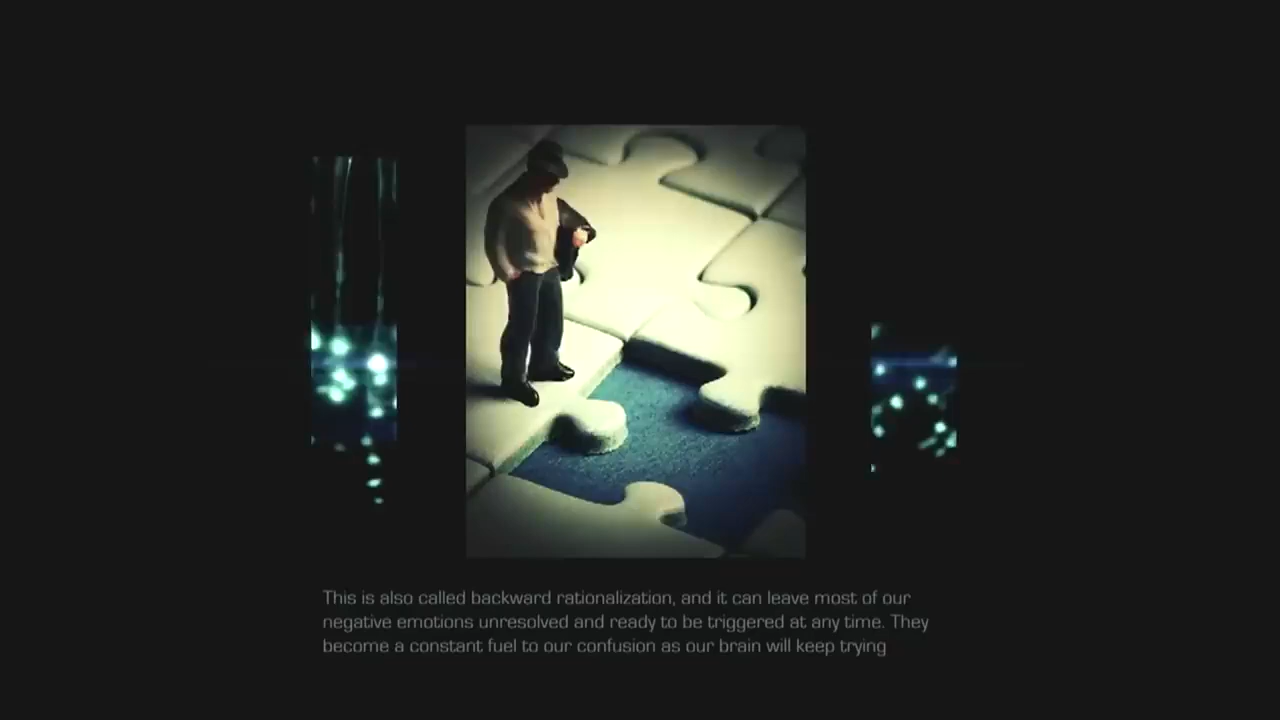 This is also called backward rationalization, and it can leave most of our
negative emotions unresolved and ready to be triggered at any time. They
become a constant fuel to our confusion as our brain will keep trying